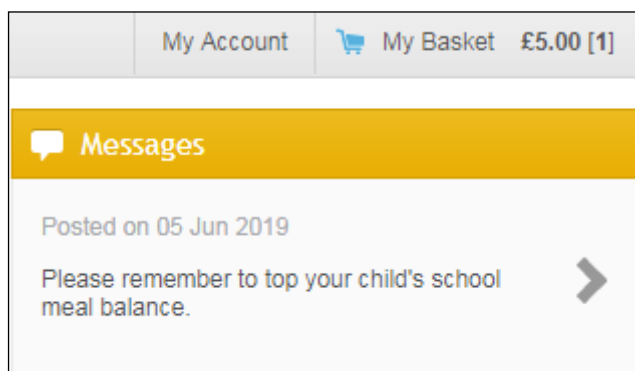 My Account My Basket £5.00 [1]
Messages
Posted on 05 Jun 2019
Please remember to top your child's school
meal balance.